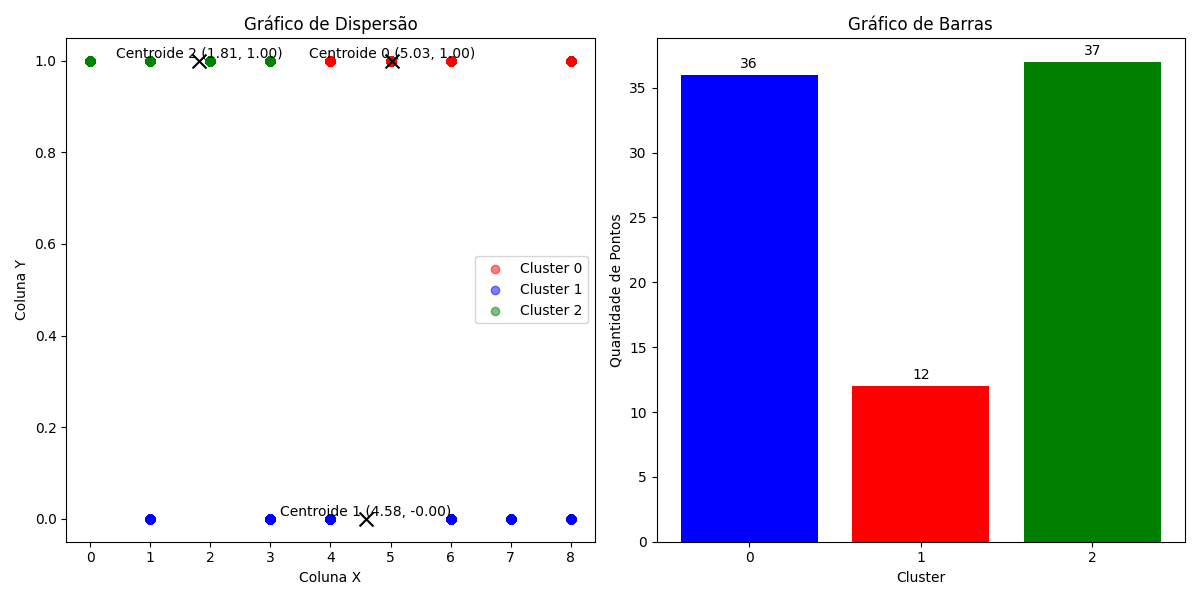 Gráfico de Dispersão
Centroide 2 (1.81, 1.00)
Centroide 0 (5.03, 1.00)
1.0
0.8
0.6
0.4
0.2
0.0
Coluna Y
Cluster 0
Cluster 1
Cluster 2
Centroide 1 (4.58, -0.00)
0 1 2 3 4 5 6 7 8
Coluna X
Gráfico de Barras
36
12
37
35
30
25
20
15
10
5
0
Quantidade de Pontos
0 1 2
Cluster